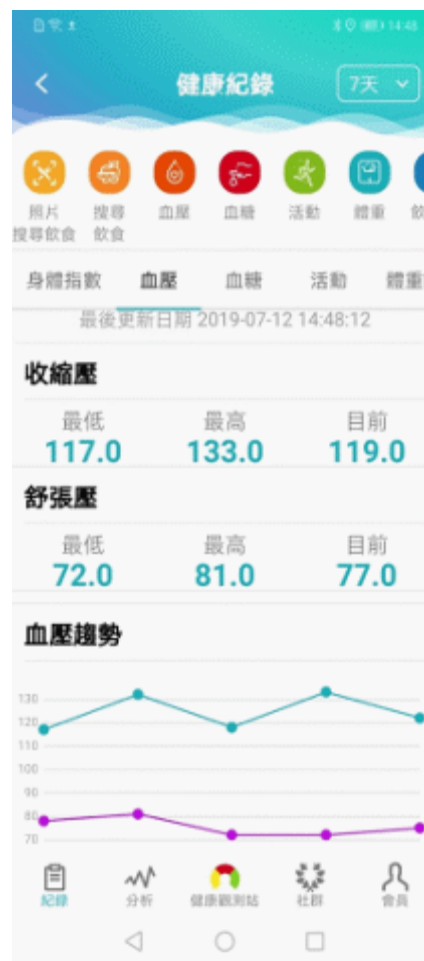 14:48
健康紀錄
7天
照片
搜尋飲食
搜尋
飲食
血壓
血糖
活動
體重
身體指數
血壓
血糖
活動
體重
最後更新日期 2019-07-12 14:48:12
收縮壓
最低 最高 目前
117.0 133.0 119.0
舒張壓
最低 最高 目前
72.0 81.0 77.0
血壓趨勢
130
120
110
100
90
80
70
紀錄
分析
健康觀測站
社群
會員